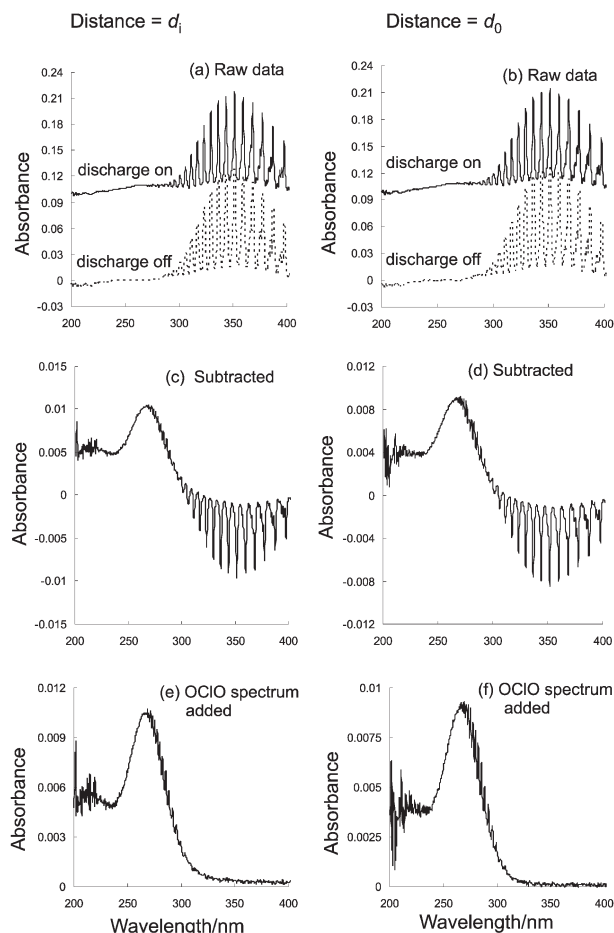 Distance = di
Distance = d0
(a) Raw data
discharge on
discharge off
Absorbance
0.24
0.21
0.18
0.15
0.12
0.09
0.06
0.03
0
-0.03
200 250 300 350 400
(b) Raw data
discharge on
discharge off
Absorbance
0.24
0.21
0.18
0.15
0.12
0.09
0.06
0.03
0
-0.03
200 250 300 350 400
(c) Subtracted
Absorbance
0.015
0.01
0.005
0
-0.005
-0.01
-0.015
200 250 300 350 400
(d) Subtracted
Absorbance
0.012
0.008
0.004
0
-0.004
-0.008
-0.012
200 250 300 350 400
(e) OClO spectrum
added
Absorbance
0.012
0.009
0.006
0.003
0
200 250 300 350 400
Wavelength/nm
(f) OClO spectrum
added
Absorbance
0.01
0.0075
0.005
0.0025
0
200 250 300 350 400
Wavelength/nm